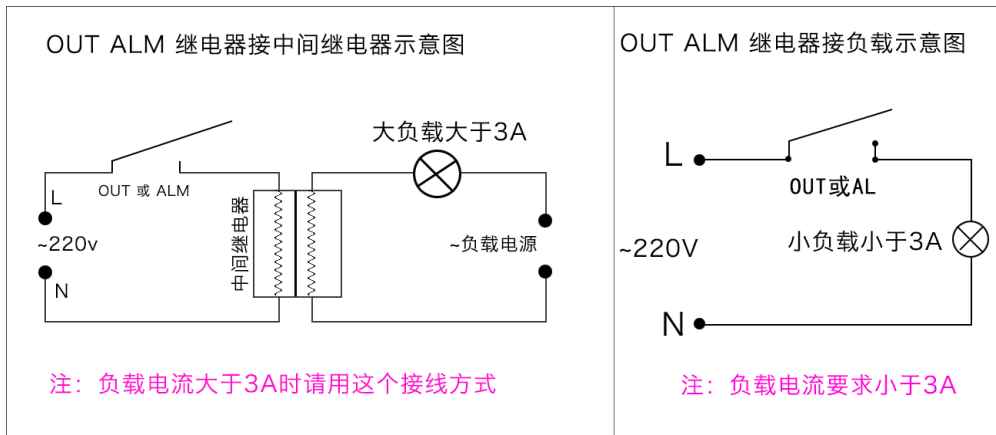 OUT ALM 继电器接中间继电器示意图
大负载大于3A
L
OUT 或 ALM
~220v
中间继电器
~负载电源
N
注：负载电流大于3A时请用这个接线方式
OUT ALM 继电器接负载示意图
L
OUT或AL
~220V
小负载小于3A
N
注：负载电流要求小于3A